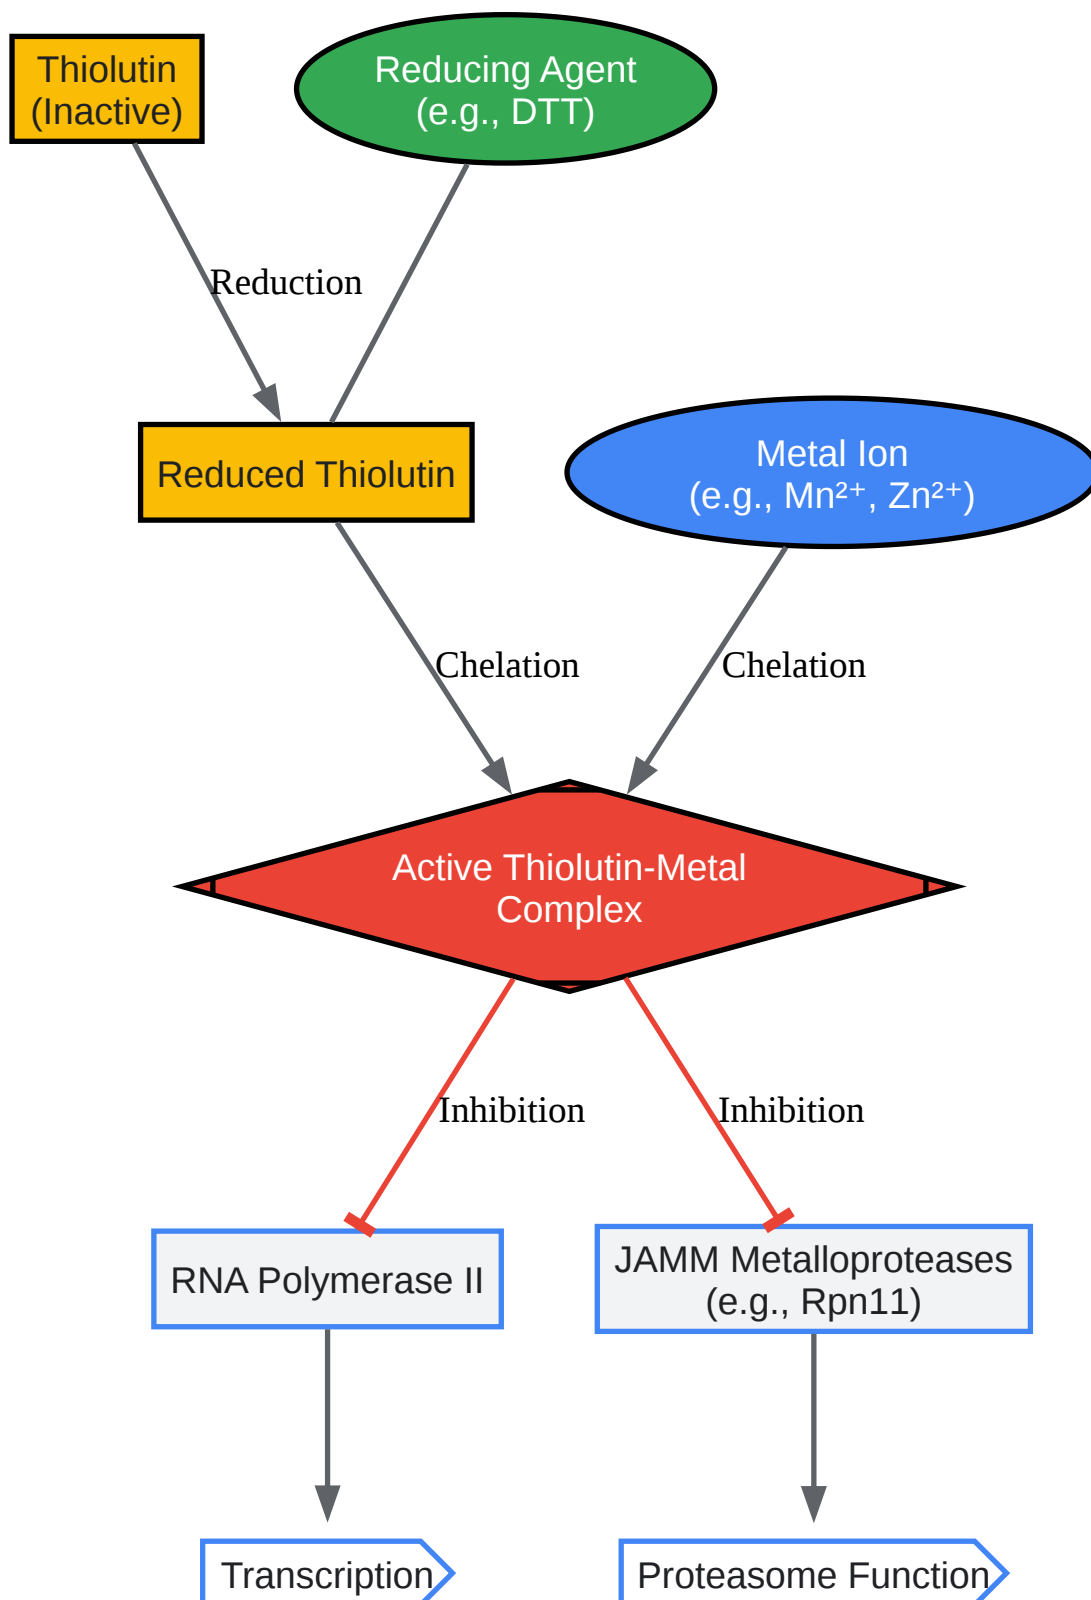 Thiolutin
(Inactive)
Reducing Agent
(e.g., DTT)
Reduction
Reduced Thiolutin
Metal Ion
(e.g., Mn²⁺, Zn²⁺)
Chelation
Chelation
Active Thiolutin-Metal
Complex
Inhibition
Inhibition
RNA Polymerase II
JAMM Metalloproteases
(e.g., Rpn11)
Transcription
Proteasome Function